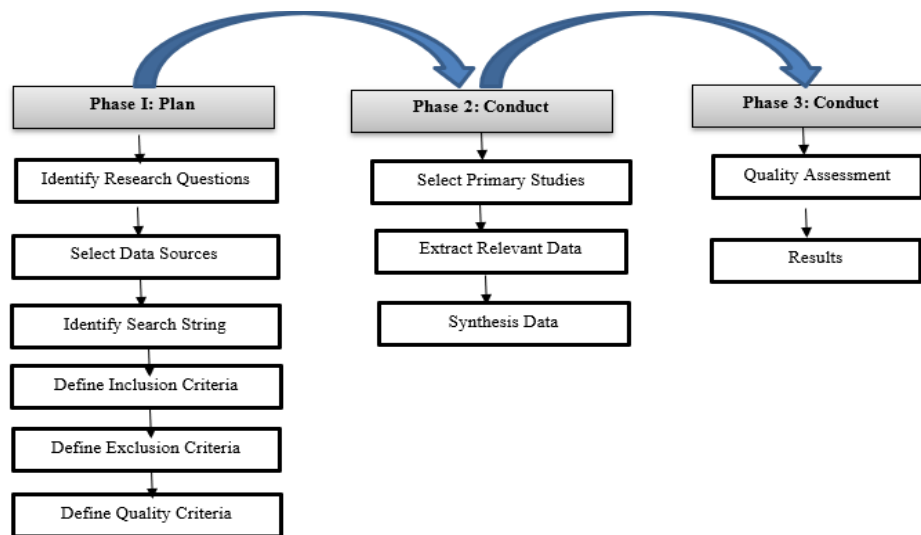 Phase I: Plan
Identify Research Questions
Select Data Sources
Identify Search String
Define Inclusion Criteria
Define Exclusion Criteria
Define Quality Criteria
Phase 2: Conduct
Select Primary Studies
Extract Relevant Data
Synthesis Data
Phase 3: Conduct
Quality Assessment
Results